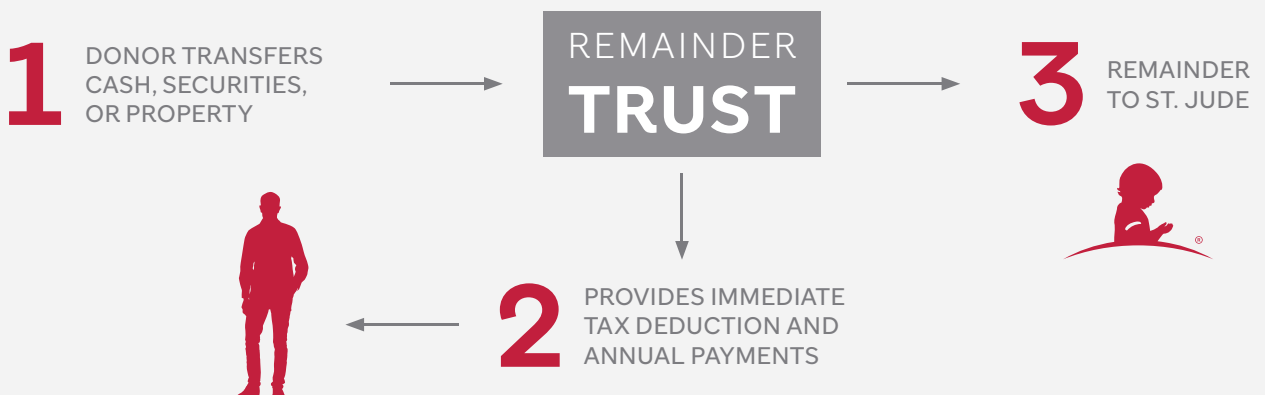 1
DONOR TRANSFERS
CASH, SECURITIES,
OR PROPERTY
REMAINDER
TRUST
3
REMAINDER
TO ST. JUDE
®
2
PROVIDES IMMEDIATE
TAX DEDUCTION AND
ANNUAL PAYMENTS